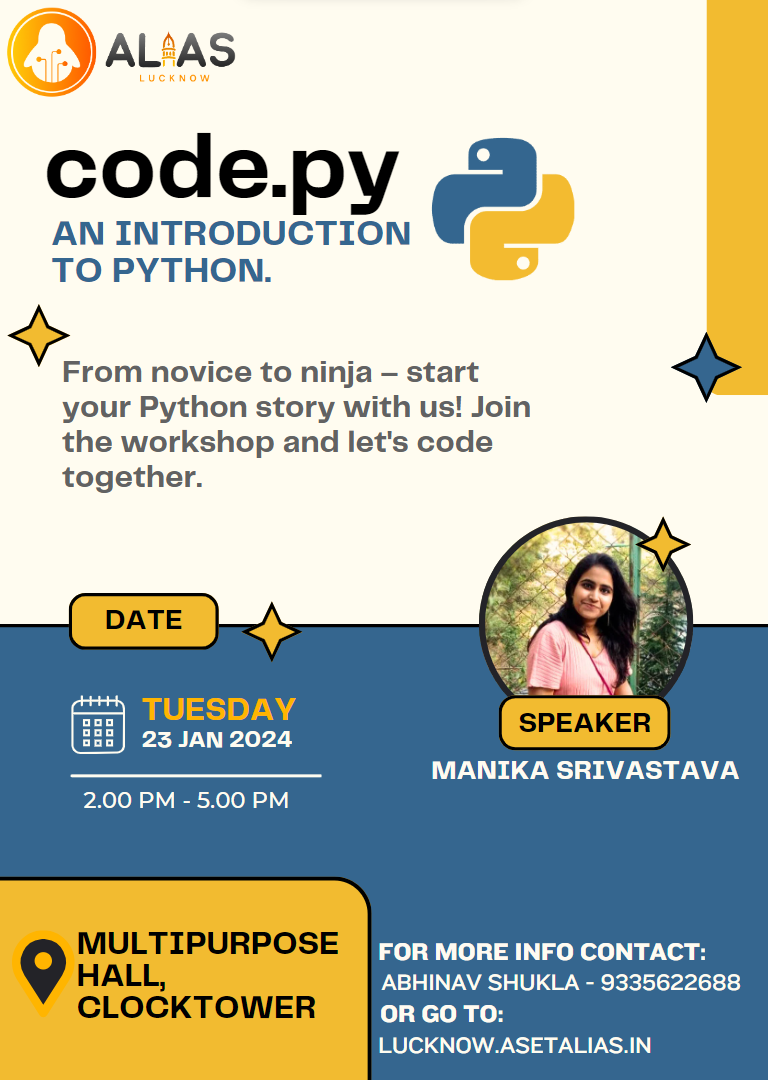 ALIAS
LUCKNOW
code.py
AN INTRODUCTION
TO PYTHON.
From novice to ninja – start
your Python story with us! Join
the workshop and let's code
together.
DATE
TUESDAY
23 JAN 2024
2.00 PM - 5.00 PM
SPEAKER
MANIKA SRIVASTAVA
MULTIPURPOSE
HALL,
CLOCKTOWER
FOR MORE INFO CONTACT:
ABHINAV SHUKLA - 9335622688
OR GO TO:
LUCKNOW.ASETALIAS.IN